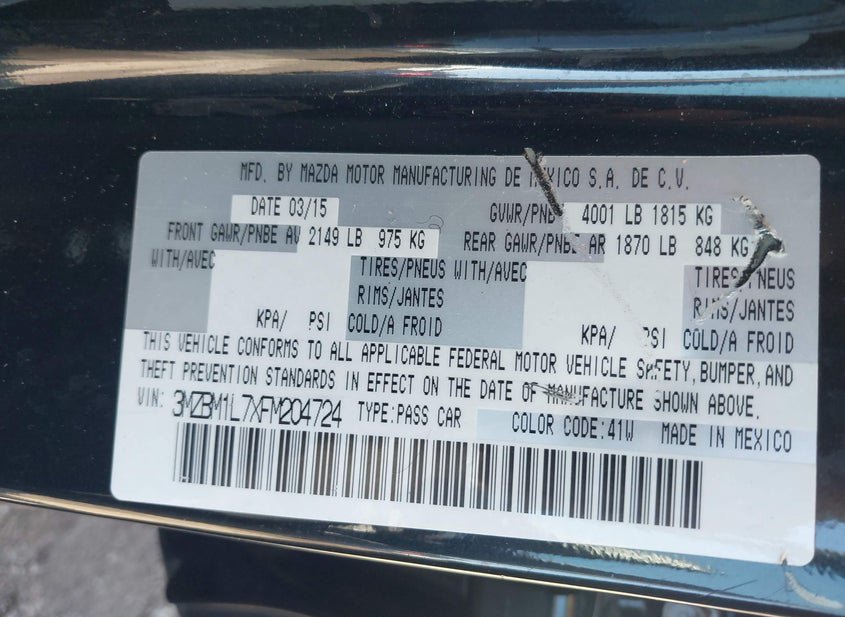 MFD. BY MAZDA MOTOR MANUFACTURING DE MEXICO S.A. DE C.V.
DATE 03/15 GVWR/PNBV 4001 LB 1815 KG
FRONT GAWR/PNBE AV 2149 LB 975 KG REAR GAWR/PNBE AR 1870 LB 848 KG
WITH/AVEC TIRES/PNEUS WITH/AVEC TIRES/PNEUS
RIMS/JANTES RIMS/JANTES
KPA/ PSI COLD/A FROID KPA/ PSI COLD/A FROID
THIS VEHICLE CONFORMS TO ALL APPLICABLE FEDERAL MOTOR VEHICLE SAFETY, BUMPER, AND
THEFT PREVENTION STANDARDS IN EFFECT ON THE DATE OF MANUFACTURE SHOWN ABOVE.
VIN: 3MZBM1L7XFM204724 TYPE:PASS CAR COLOR CODE:41W MADE IN MEXICO